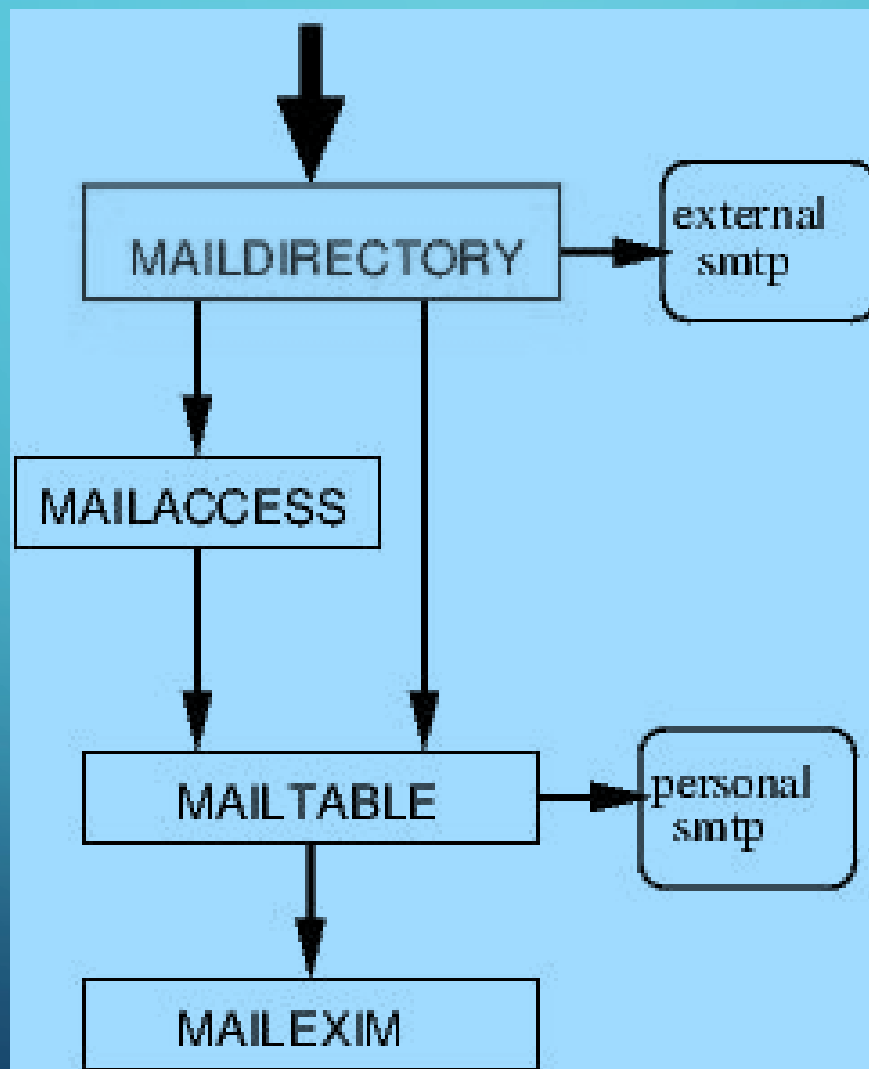 MAILDIRECTORY
external
smtp
MAILACCESS
MAILTABLE
personal
smtp
MAILEXIM